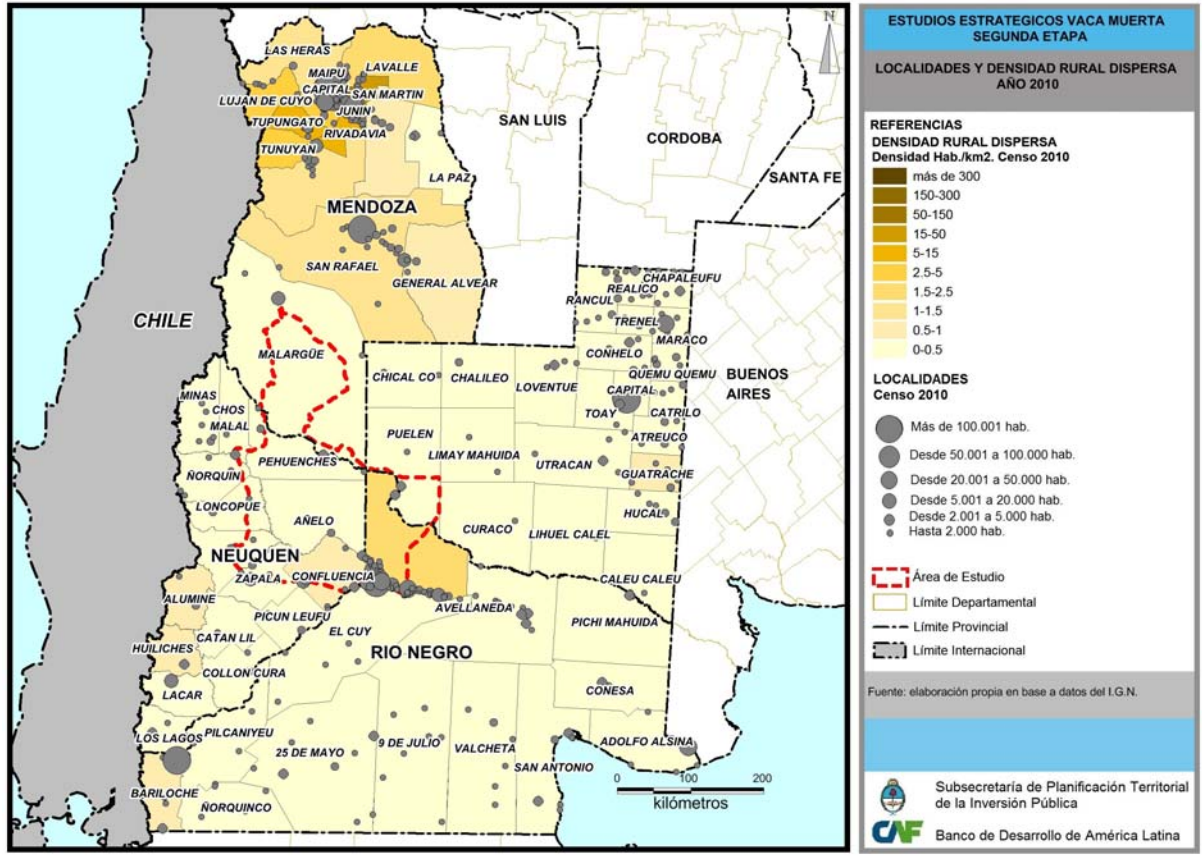 LAS HERAS
MAIPU
LAVALLE
CAPITAL
LUJAN DE CUYO
SAN MARTIN
JUNIN
TUPUNGATO
RIVADAVIA
TUNUYAN
LA PAZ
MENDOZA
SAN RAFAEL
GENERAL ALVEAR
SAN LUIS
CORDOBA
SANTA FE
N
CHILE
MALARGÜE
CHAPALEUFU
REALICO
RANCUL
TRENEL
MARACO
CONHELO
QUEMU QUEMU
CHICAL CO
CHALILEO
LOVENTUE
CAPITAL
TOAY
CATRILO
BUENOS
AIRES
MINAS
CHOS
MALAL
PUELEN
LIMAY MAHUIDA
ATREUCO
UTRACAN
GUATRACHE
PEHUENCHES
ÑORQUIN
LONCOPUE
AÑELO
CURACO
LIHUEL CALEL
HUCAL
NEUQUEN
ZAPALA
CONFLUENCIA
CALEU CALEU
ALUMINE
PICUN LEUFU
AVELLANEDA
PICHI MAHUIDA
CATAN LIL
EL CUY
HUILICHES
RIO NEGRO
COLLON CURA
LACAR
CONESA
LOS LAGOS
PILCANIYEU
25 DE MAYO
9 DE JULIO
VALCHETA
ADOLFO ALSINA
SAN ANTONIO
BARILOCHE
ÑORQUINCO
0 100 200
kilómetros
ESTUDIOS ESTRATEGICOS VACA MUERTA
SEGUNDA ETAPA
LOCALIDADES Y DENSIDAD RURAL DISPERSA
AÑO 2010
REFERENCIAS
DENSIDAD RURAL DISPERSA
Densidad Hab./km2. Censo 2010
más de 300
150-300
50-150
15-50
5-15
2.5-5
1.5-2.5
1-1.5
0.5-1
0-0.5
LOCALIDADES
Censo 2010
Más de 100.001 hab.
Desde 50.001 a 100.000 hab.
Desde 20.001 a 50.000 hab.
Desde 5.001 a 20.000 hab.
Desde 2.001 a 5.000 hab.
Hasta 2.000 hab.
Área de Estudio
Límite Departamental
Límite Provincial
Límite Internacional
Fuente: elaboración propia en base a datos del I.G.N.
Subsecretaría de Planificación Territorial
de la Inversión Pública
CAF Banco de Desarrollo de América Latina